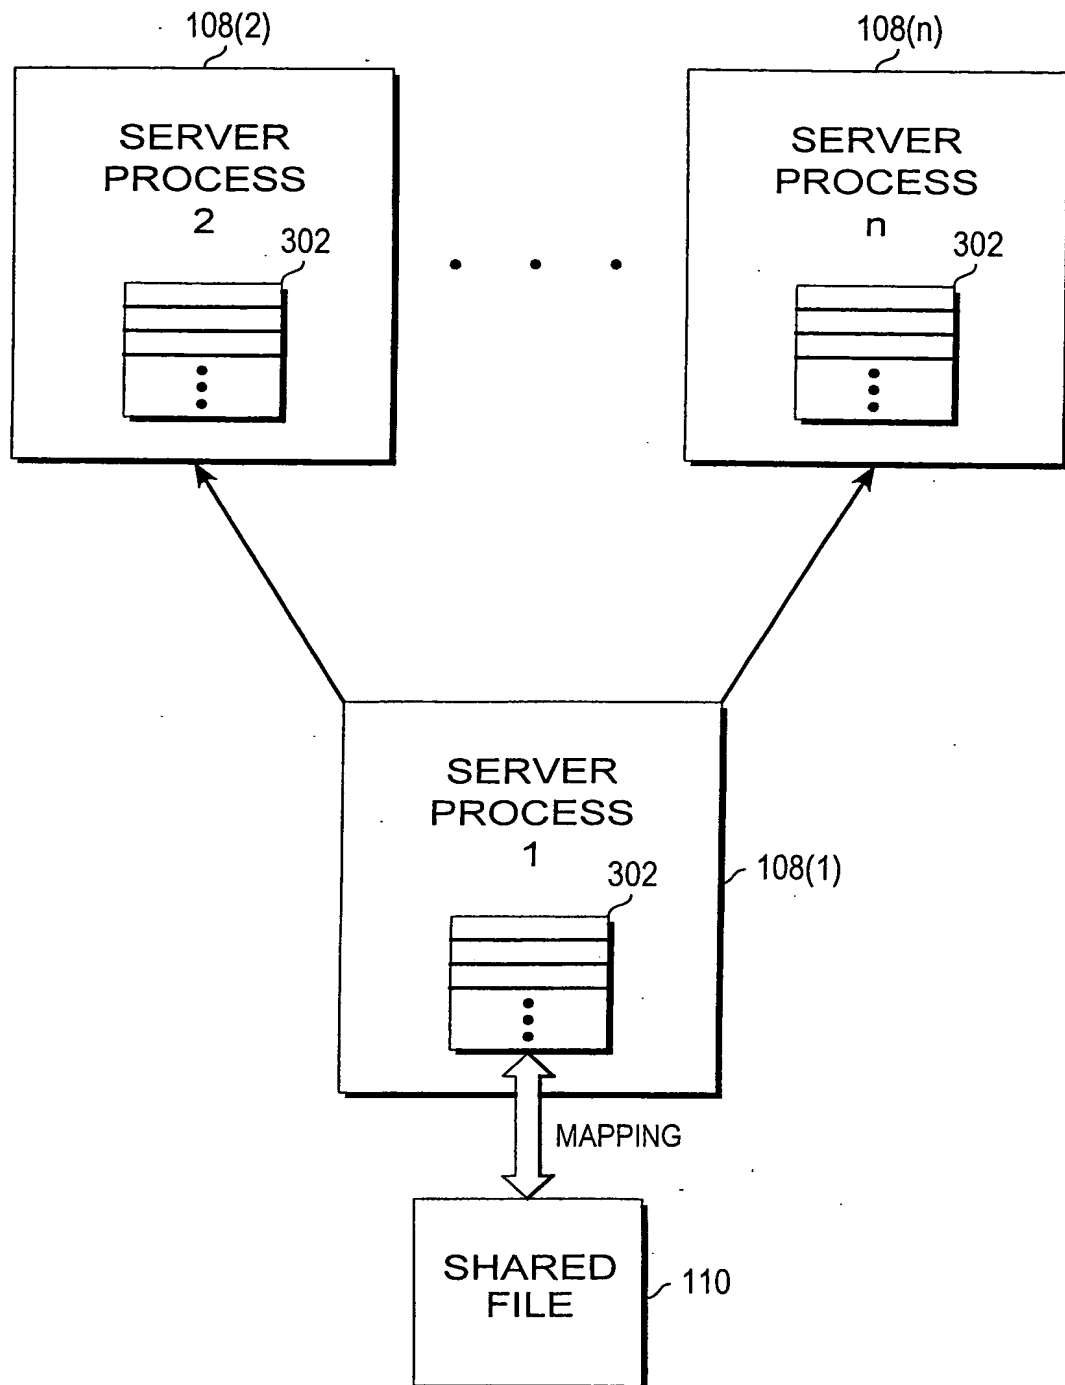 108(2)
108(n)
SERVER
PROCESS
2
302
SERVER
PROCESS
n
302
SERVER
PROCESS
1
302
108(1)
MAPPING
SHARED
FILE
110